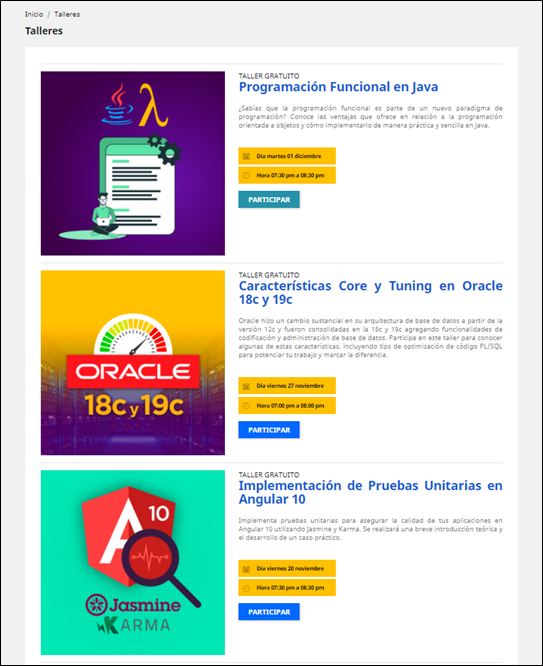 Inicio / Talleres
Talleres
TALLER GRATUITO
Programación Funcional en Java
¿Sabías que la programación funcional es parte de un nuevo paradigma de
programación? Conoce las ventajas que ofrece en relación a la programación
orientada a objetos y cómo implementarlo de manera práctica y sencilla en Java.
Día martes 01 diciembre
Hora 07:30 pm a 08:30 pm
PARTICIPAR
Java
λ
TALLER GRATUITO
Características Core y Tuning en Oracle
18c y 19c
Oracle hizo un cambio sustancial en su arquitectura de base de datos a partir de la
versión 12c y fueron consolidadas en la 18c y 19c agregando funcionalidades de
codificación y administración de base de datos. Participa en este taller para conocer
algunas de estas características, incluyendo tips de optimización de código PL/SQL
para potenciar tu trabajo y marcar la diferencia.
Día viernes 27 noviembre
Hora 07:00 pm a 08:00 pm
PARTICIPAR
ORACLE
18c y 19c
TALLER GRATUITO
Implementación de Pruebas Unitarias en
Angular 10
Implementa pruebas unitarias para asegurar la calidad de tus aplicaciones en
Angular 10 utilizando Jasmine y Karma. Se realizará una breve introducción teórica y
el desarrollo de un caso práctico.
Día viernes 20 noviembre
Hora 07:30 pm a 08:30 pm
PARTICIPAR
A 10
Jasmine
KARMA